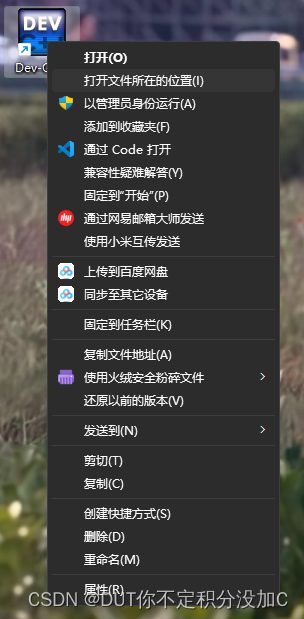 DEV
Dev-C
打开(O)
打开文件所在的位置(I)
以管理员身份运行(A)
添加到收藏夹(F)
通过 Code 打开
兼容性疑难解答(Y)
固定到“开始”(P)
通过网易邮箱大师发送
使用小米互传发送
上传到百度网盘
同步至其它设备
固定到任务栏(K)
复制文件地址(A)
使用火绒安全粉碎文件
还原以前的版本(V)
发送到(N)
剪切(T)
复制(C)
创建快捷方式(S)
删除(D)
重命名(M)
属性(R)
CSDN @DUT你不定积分没加C